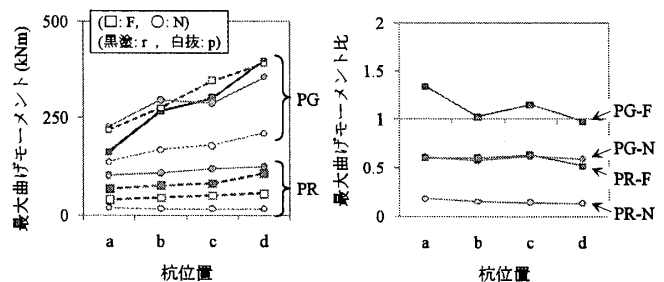 (□: F, ○: N)
(黒塗: r , 白抜: p)
最大曲げモーメント (kNm)
500
250
0
a
b
c
d
杭位置
PG
PR
最大曲げモーメント比
2
1.5
1
0.5
0
a
b
c
d
杭位置
PG-F
PG-N
PR-F
PR-N